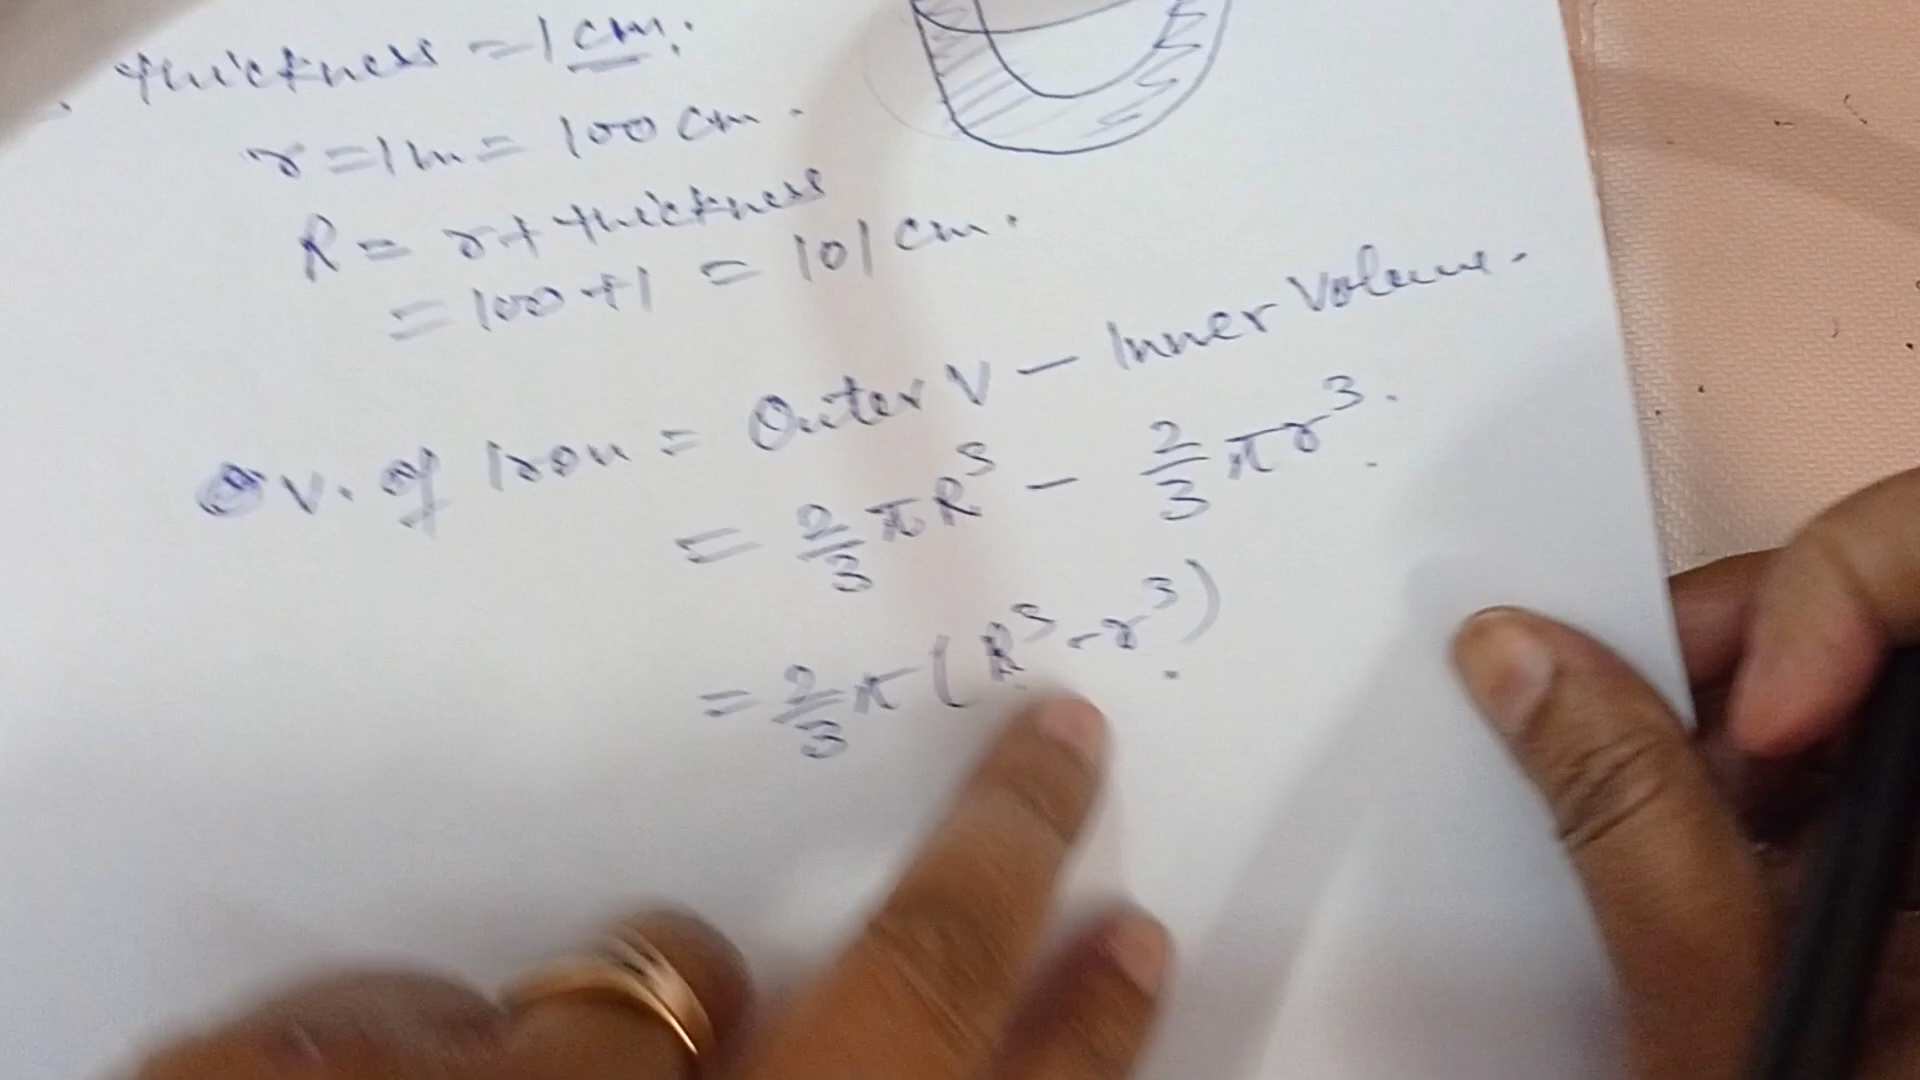 thickness = 1 cm.
r = 1m = 100 cm.
R = r + thickness
= 100 + 1 = 101 cm.
V. of Iron = Outer V - Inner Volume.
= 2/3 πR³ - 2/3 πr³.
= 2/3 π (R³ - r³)